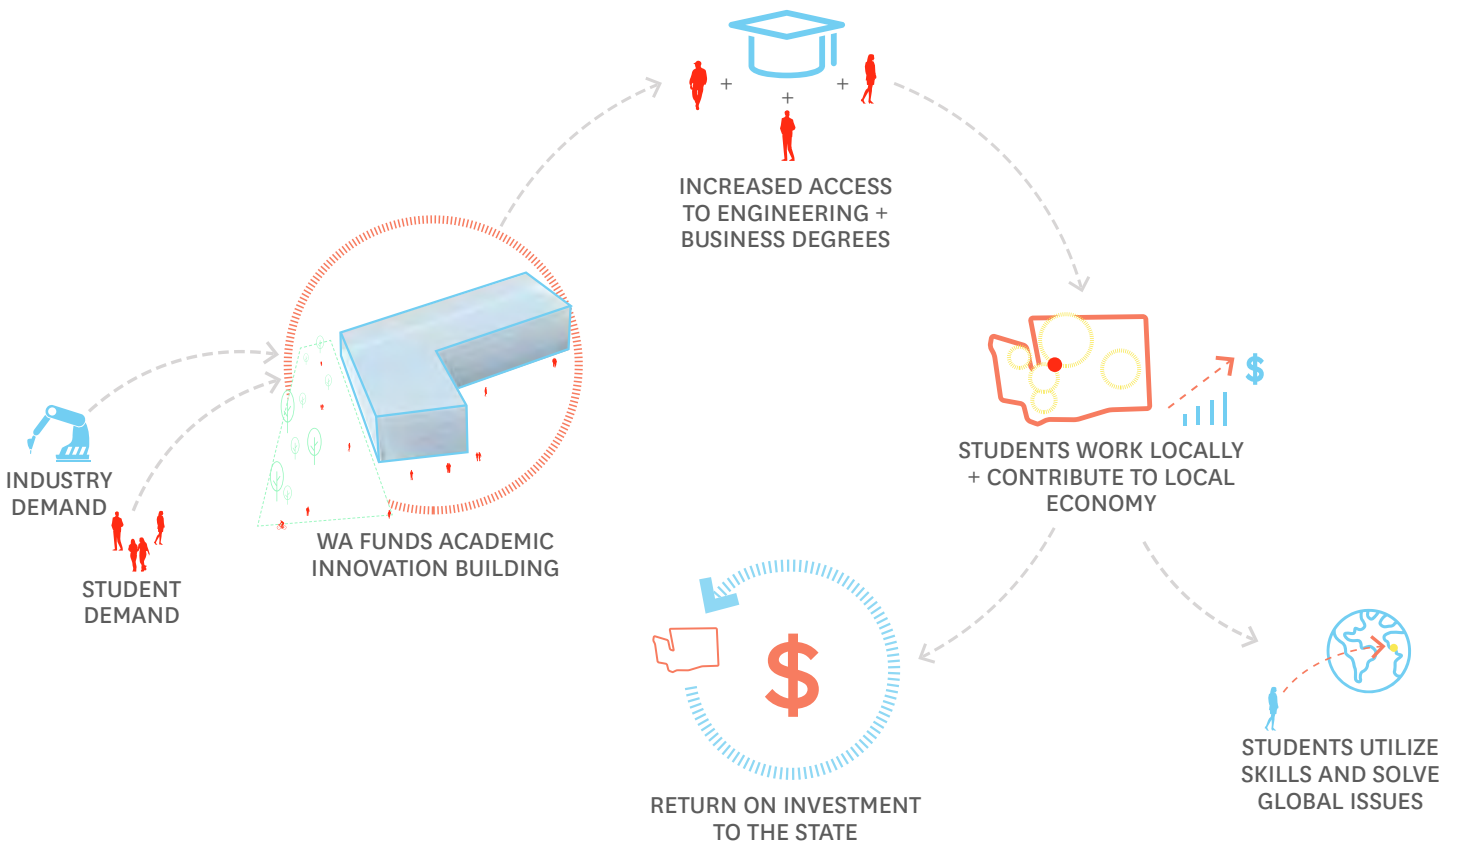 +
+
+
INCREASED ACCESS
TO ENGINEERING +
BUSINESS DEGREES
$
STUDENTS WORK LOCALLY
+ CONTRIBUTE TO LOCAL
ECONOMY
INDUSTRY
DEMAND
STUDENT
DEMAND
WA FUNDS ACADEMIC
INNOVATION BUILDING
$
RETURN ON INVESTMENT
TO THE STATE
STUDENTS UTILIZE
SKILLS AND SOLVE
GLOBAL ISSUES